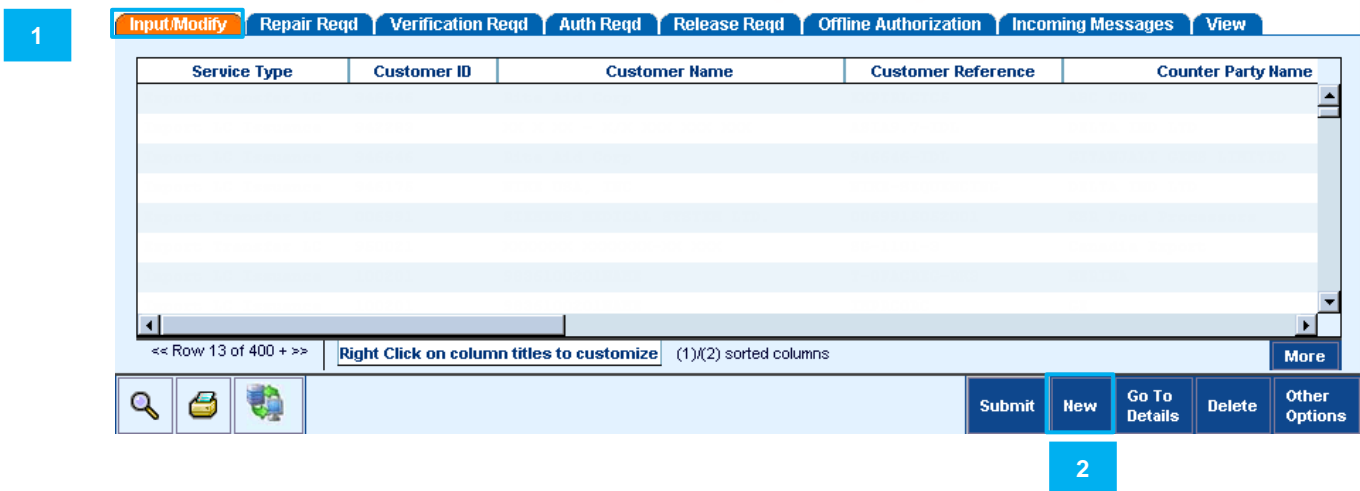 1
Input/Modify Repair Reqd Verification Reqd Auth Reqd Release Reqd Offline Authorization Incoming Messages View
Service Type Customer ID Customer Name Customer Reference Counter Party Name
<< Row 13 of 400 + >> Right Click on column titles to customize (1)/(2) sorted columns More
Submit New Go To Details Delete Other Options
2